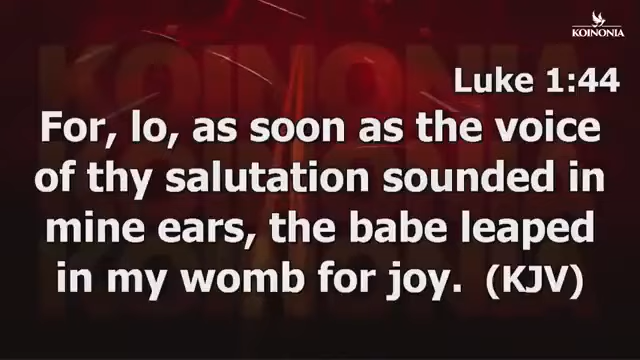 KOINONIA
KOINONIA
Luke 1:44
For, lo, as soon as the voice
of thy salutation sounded in
mine ears, the babe leaped
in my womb for joy. (KJV)